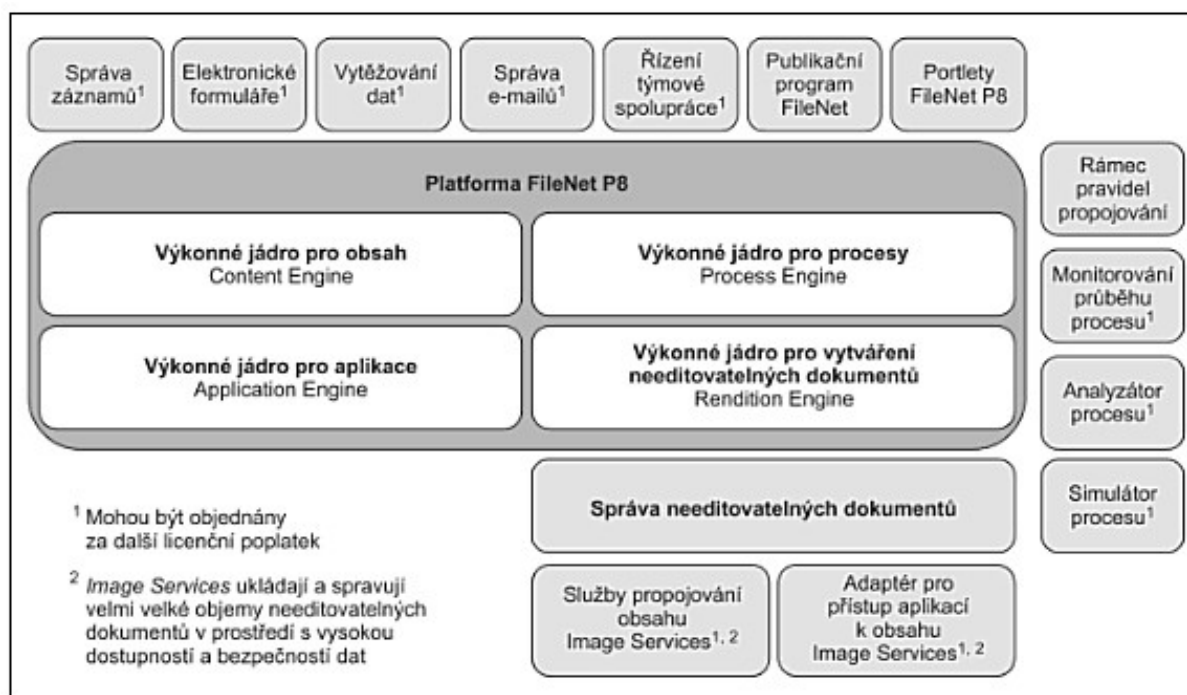 Správa
záznamů¹
Elektronické
formuláře¹
Vytěžování
dat¹
Správa
e-mailů¹
Řízení
týmové
spolupráce¹
Publikační
program
FileNet
Portlety
FileNet P8
Platforma FileNet P8
Výkonné jádro pro obsah
Content Engine
Výkonné jádro pro procesy
Process Engine
Výkonné jádro pro aplikace
Application Engine
Výkonné jádro pro vytváření
needitovatelných dokumentů
Rendition Engine
Rámec
pravidel
propojování
Monitorování
průběhu
procesu¹
Analyzátor
procesu¹
Simulátor
procesu¹
Správa needitovatelných dokumentů
Služby propojování
obsahu
Image Services¹, ²
Adaptér pro
přístup aplikací
k obsahu
Image Services¹, ²
¹ Mohou být objednány
za další licenční poplatek
² Image Services ukládají a spravují
velmi velké objemy needitovatelných
dokumentů v prostředí s vysokou
dostupností a bezpečností dat